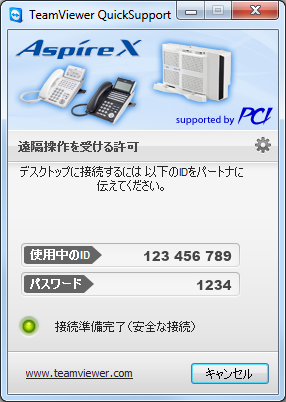 TeamViewer QuickSupport
Aspire X
supported by PCI
遠隔操作を受ける許可
デスクトップに接続するには以下のIDをパートナに
伝えてください。
使用中のID 123 456 789
パスワード 1234
接続準備完了(安全な接続)
www.teamviewer.com キャンセル